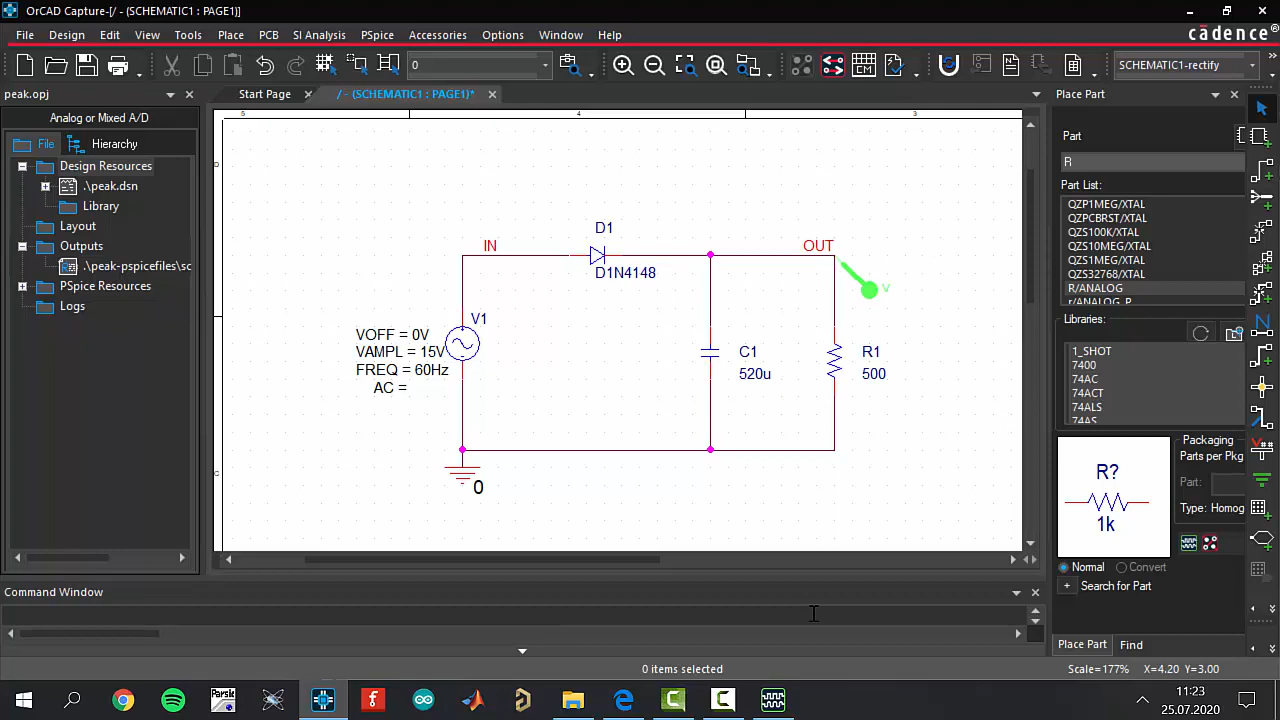 OrCAD Capture-[/ - (SCHEMATIC1 : PAGE1)]
File Design Edit View Tools Place PCB SI Analysis PSpice Accessories Options Window Help
cādence®
0
SCHEMATIC1-rectify
peak.opj
Start Page
/ - (SCHEMATIC1 : PAGE1)*
Place Part
Analog or Mixed A/D
File Hierarchy
Design Resources
.\peak.dsn
Library
Layout
Outputs
.\peak-pspicefiles\sc
PSpice Resources
Logs
5 4 3
IN
D1
D1N4148
OUT
V
V1
VOFF = 0V
VAMPL = 15V
FREQ = 60Hz
AC =
C1
520u
R1
500
0
Part
R
Part List:
QZP1MEG/XTAL
QZPCBRST/XTAL
QZS100K/XTAL
QZS10MEG/XTAL
QZS1MEG/XTAL
QZS32768/XTAL
R/ANALOG
r/ANALOG_P
Libraries:
1_SHOT
7400
74AC
74ACT
74ALS
74AS
R?
1k
Packaging
Parts per Pkg
Part:
Type: Homog
Normal Convert
+ Search for Part
Place Part Find
Command Window
0 items selected
Scale=177% X=4.20 Y=3.00
11:23
25.07.2020